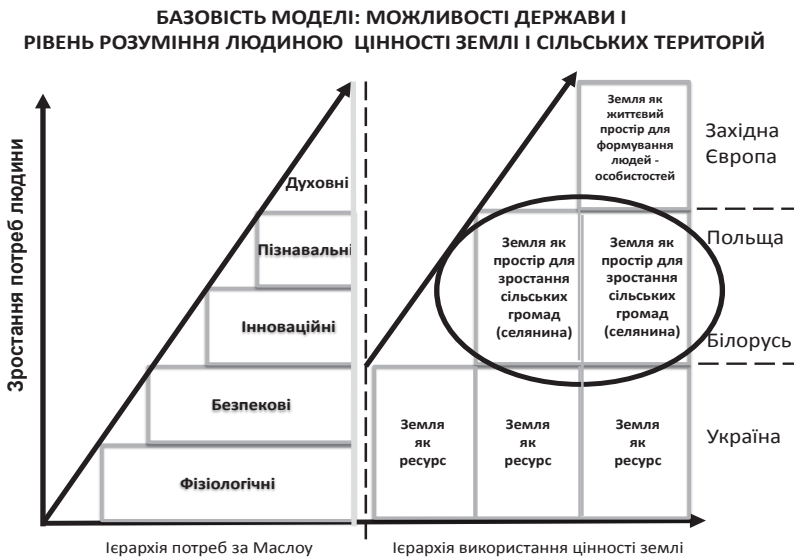 БАЗОВІСТЬ МОДЕЛІ: МОЖЛИВОСТІ ДЕРЖАВИ І
РІВЕНЬ РОЗУМІННЯ ЛЮДИНОЮ ЦІННОСТІ ЗЕМЛІ І СІЛЬСЬКИХ ТЕРИТОРІЙ
Зростання потреб людини
Духовні
Пізнавальні
Інноваційні
Безпекові
Фізіологічні
Ієрархія потреб за Маслоу
Земля як
життєвий
простір для
формування
людей -
особистостей
Земля як
простір для
зростання
сільських
громад
(селянина)
Земля як
простір для
зростання
сільських
громад
(селянина)
Земля
як
ресурс
Земля
як
ресурс
Земля
як
ресурс
Ієрархія використання цінності землі
Західна
Європа
Польща
Білорусь
Україна